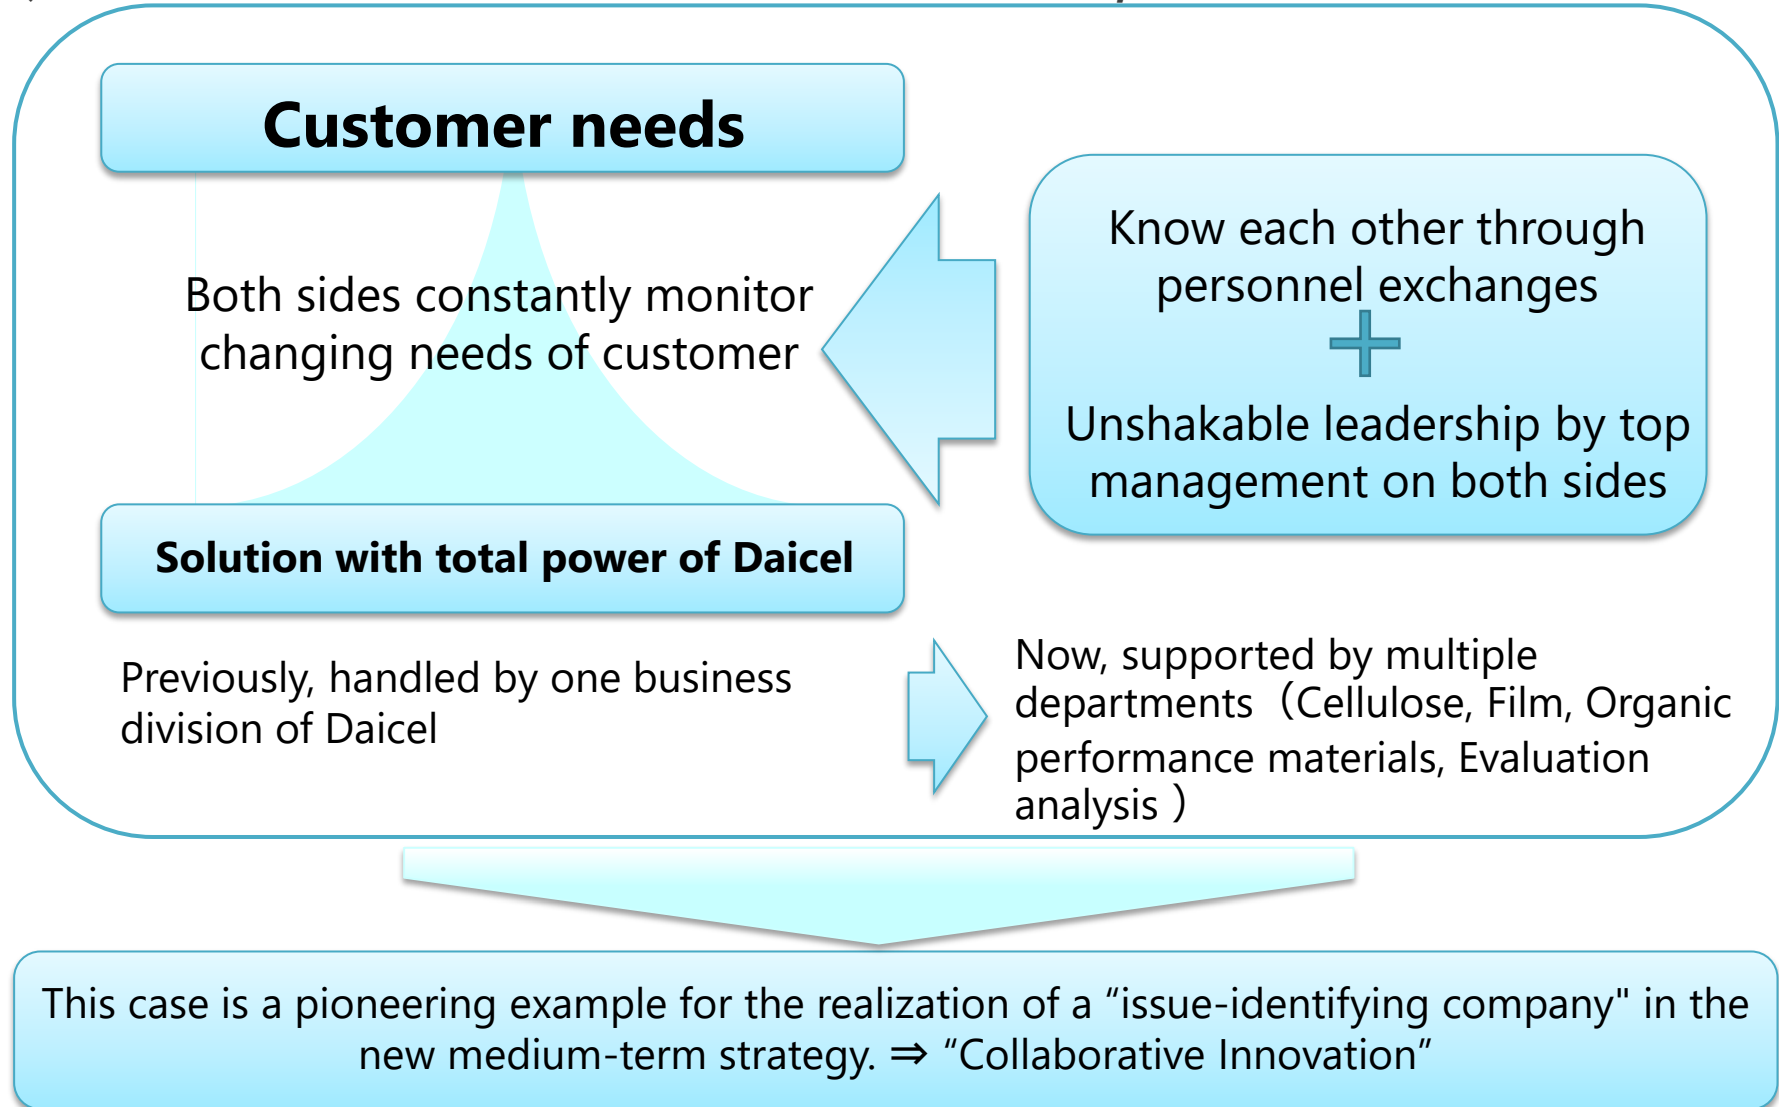 Customer needs
Both sides constantly monitor
changing needs of customer
Know each other through
personnel exchanges
Unshakable leadership by top
management on both sides
Solution with total power of Daicel
Previously, handled by one business
division of Daicel
Now, supported by multiple
departments（Cellulose, Film, Organic
performance materials, Evaluation
analysis ）
This case is a pioneering example for the realization of a “issue-identifying company" in the
new medium-term strategy. ⇒ “Collaborative Innovation”